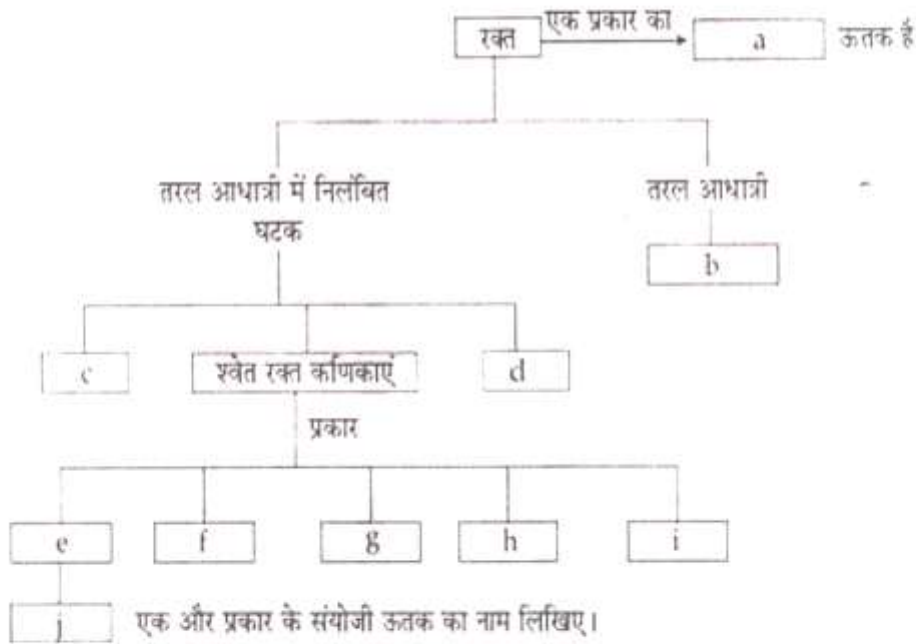 रक्त एक प्रकार का a ऊतक है
तरल आधात्री में निलंबित
घटक
तरल आधात्री
b
c श्वेत रक्त कणिकाएं d
प्रकार
e f g h i
j एक और प्रकार के संयोजी ऊतक का नाम लिखिए।